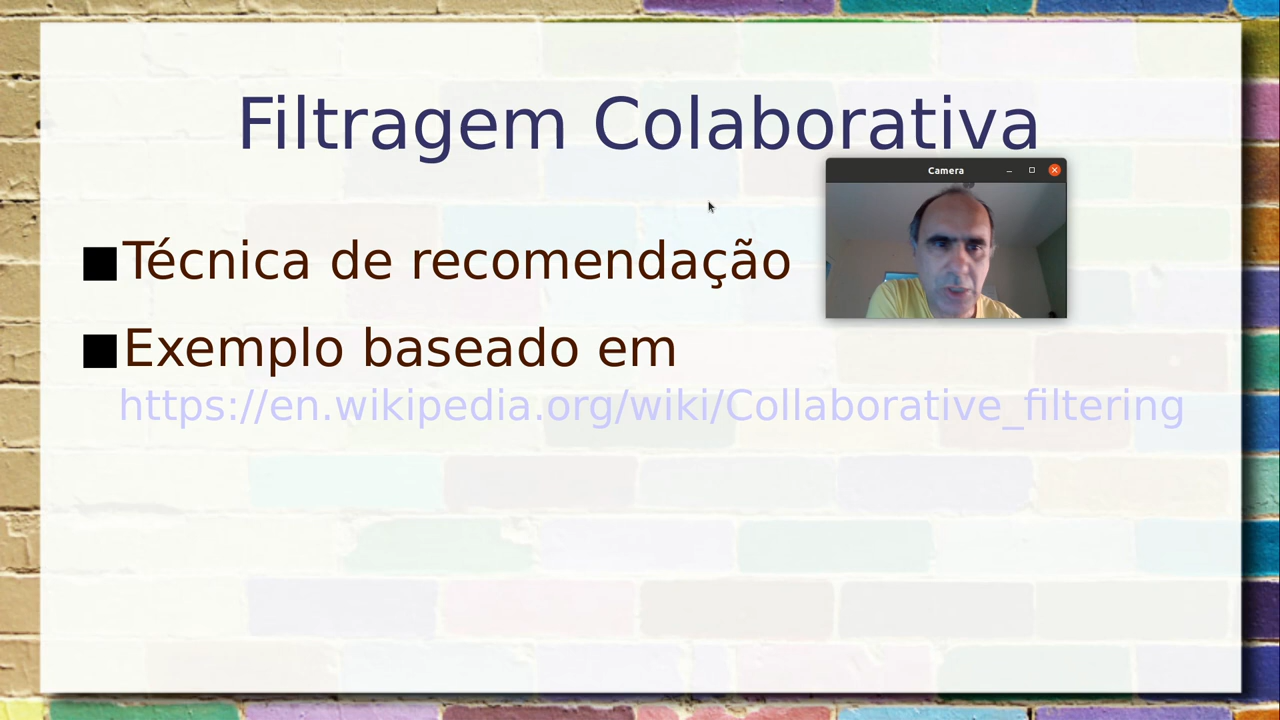 Filtragem Colaborativa
Camera
Técnica de recomendação
Exemplo baseado em
https://en.wikipedia.org/wiki/Collaborative_filtering